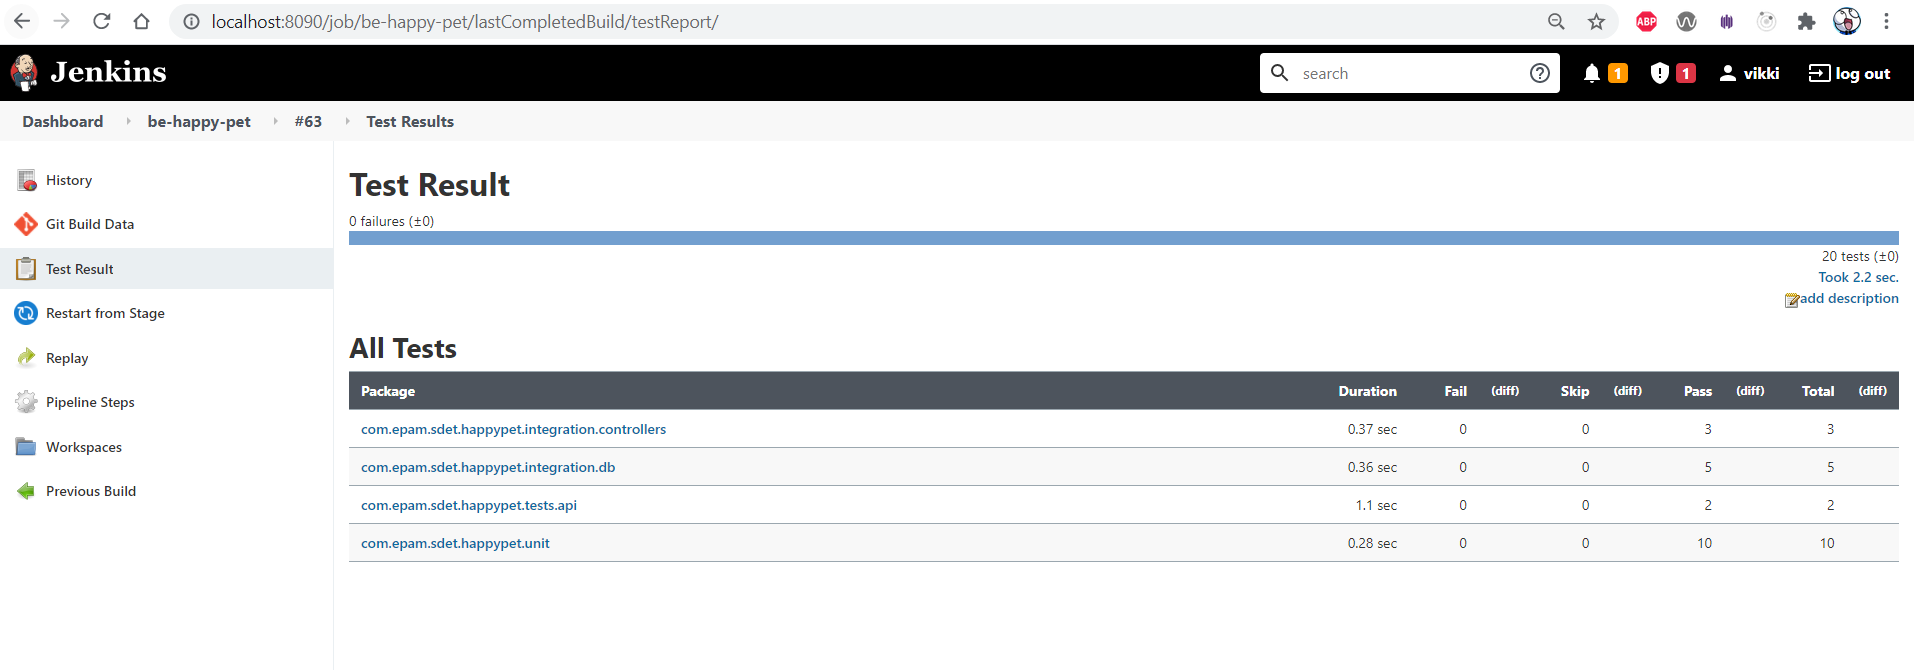 localhost:8090/job/be-happy-pet/lastCompletedBuild/testReport/
ABP
Jenkins
search
1
1
vikki
log out
Dashboard be-happy-pet #63 Test Results
History
Git Build Data
Test Result
Restart from Stage
Replay
Pipeline Steps
Workspaces
Previous Build
Test Result
0 failures (±0)
20 tests (±0)
Took 2.2 sec.
add description
All Tests
Package Duration Fail (diff) Skip (diff) Pass (diff) Total (diff)
com.epam.sdet.happypet.integration.controllers 0.37 sec 0 0 3 3
com.epam.sdet.happypet.integration.db 0.36 sec 0 0 5 5
com.epam.sdet.happypet.tests.api 1.1 sec 0 0 2 2
com.epam.sdet.happypet.unit 0.28 sec 0 0 10 10